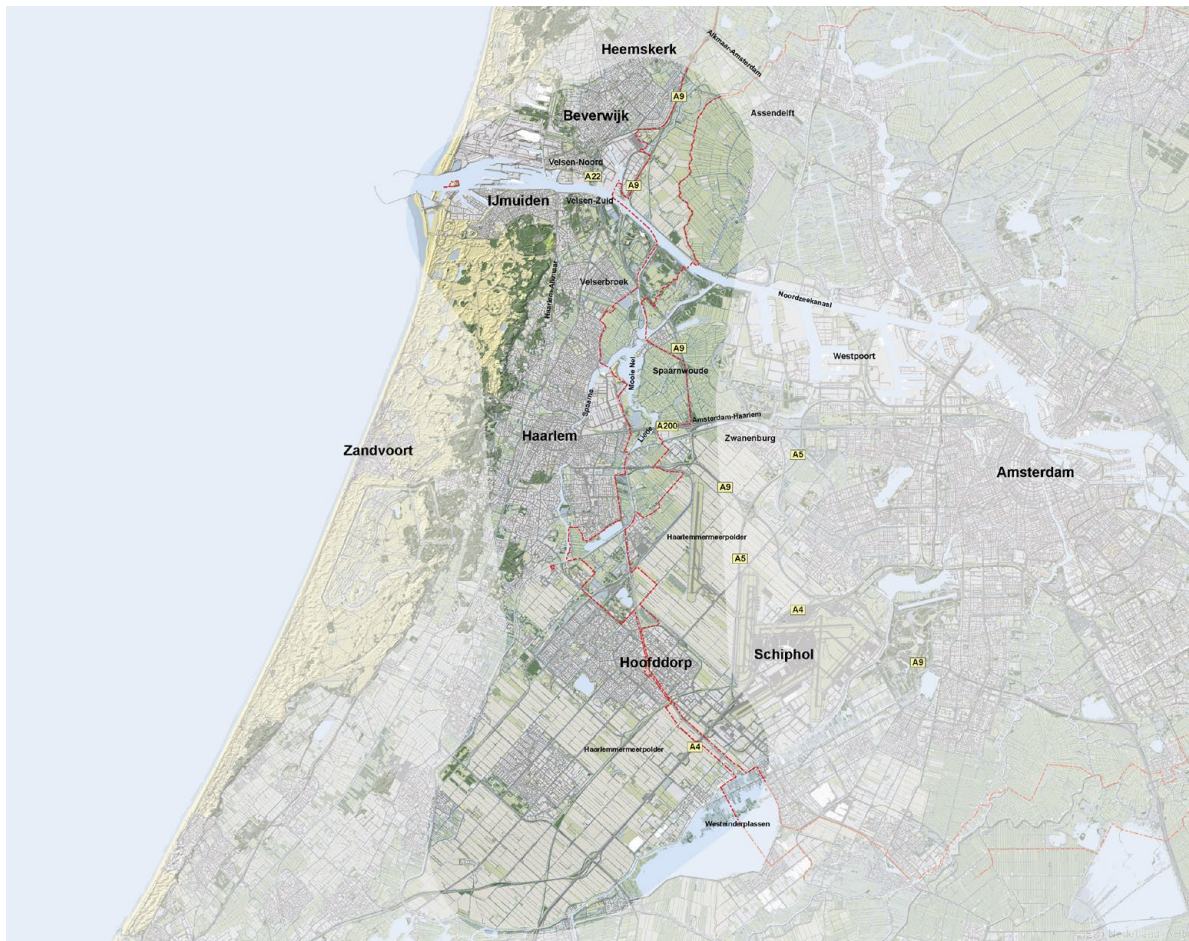 Heemskerk
Alkmaar-Amsterdam
A9
Beverwijk
Assendelft
Velsen-Noord
A22
A9
IJmuiden
Velsen-Zuid
Haarlem-Alkmaar
Velserbroek
Noordzeekanaal
A9
Westpoort
Mooie Nel
Spaarnwoude
Spaarne
Amsterdam-Haarlem
A200
Liede
Haarlem
Zwanenburg
Zandvoort
A5
Amsterdam
A9
Haarlemmermeerpolder
A5
A4
Schiphol
Hoofddorp
A9
Haarlemmermeerpolder
A4
Westeinderplassen